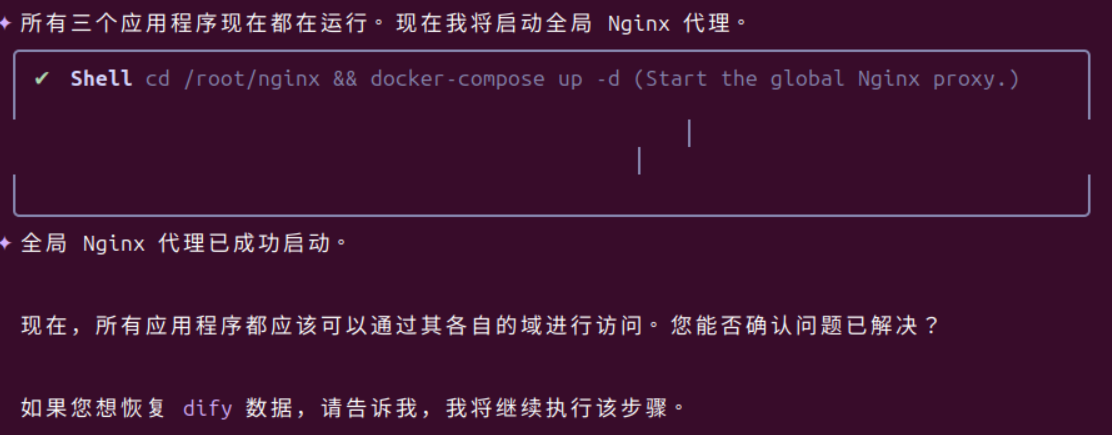 ✦ 所有三个应用程序现在都在运行。现在我将启动全局 Nginx 代理。
✔ Shell cd /root/nginx && docker-compose up -d (Start the global Nginx proxy.)
✦ 全局 Nginx 代理已成功启动。
现在，所有应用程序都应该可以通过其各自的域进行访问。您能否确认问题已解决？
如果您想恢复 dify 数据，请告诉我，我将继续执行该步骤。